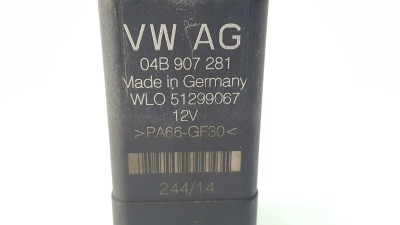 VW AG
04B 907 281
Made in Germany
WLO 51299067
12V
>PA66-GF30<
244/14